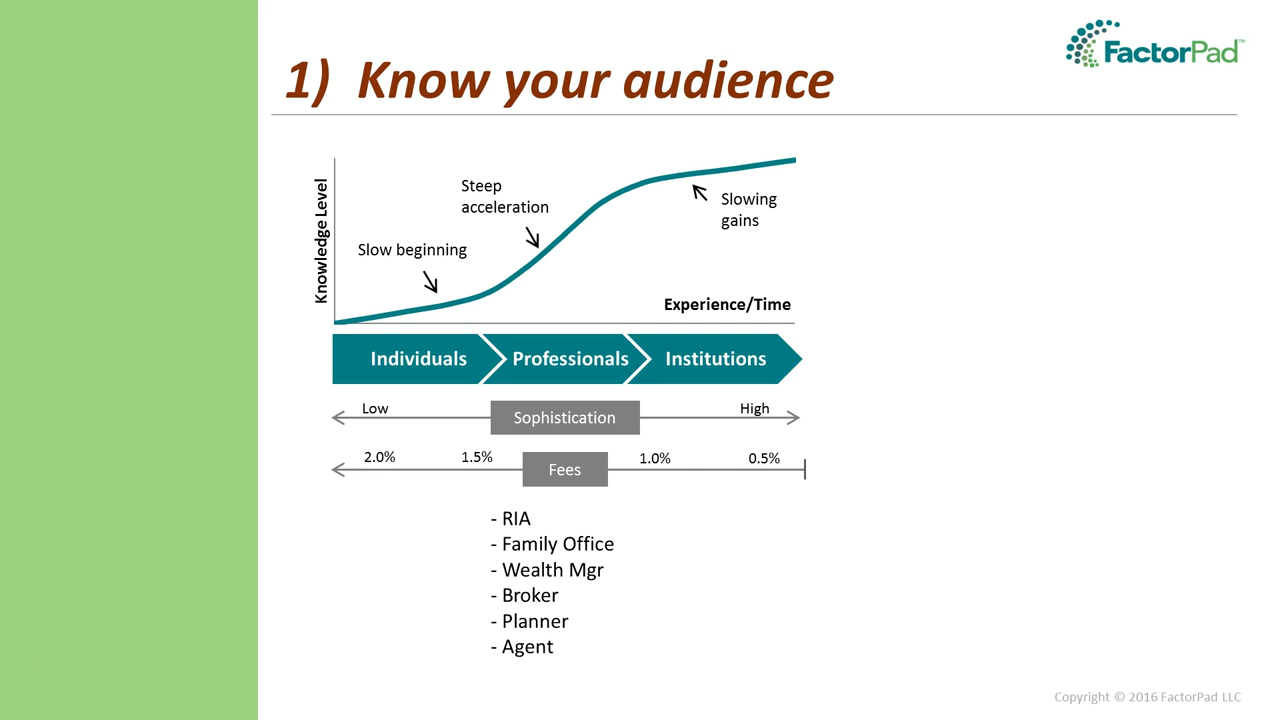 FactorPad™
1) Know your audience
Knowledge Level
Steep
acceleration
Slow beginning
Slowing
gains
Experience/Time
Individuals
Professionals
Institutions
Low
Sophistication
High
2.0%
1.5%
Fees
1.0%
0.5%
- RIA
- Family Office
- Wealth Mgr
- Broker
- Planner
- Agent
Copyright © 2016 FactorPad LLC